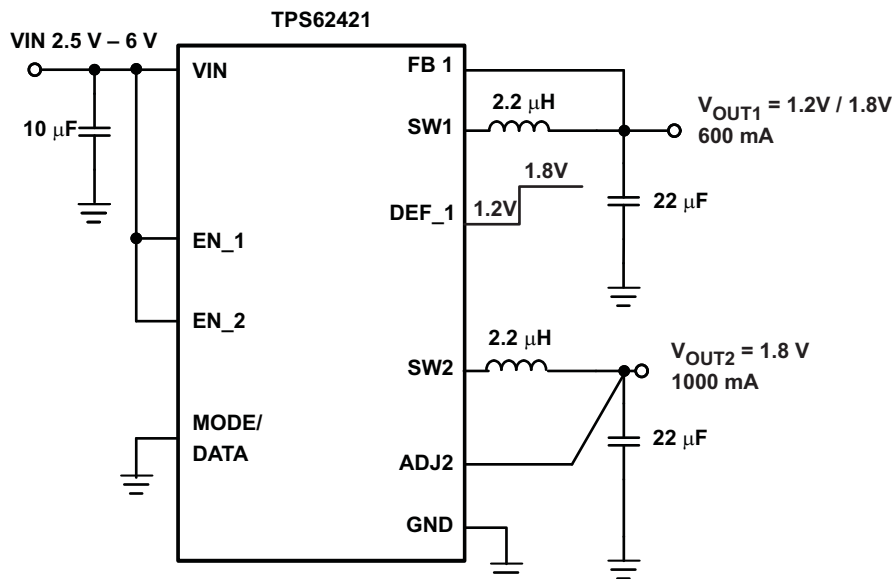 TPS62421
VIN 2.5 V – 6 V
VIN
FB 1
10 µF
2.2 µH
SW1
V_OUT1 = 1.2V / 1.8V
600 mA
1.8V
1.2V
DEF_1
22 µF
EN_1
EN_2
2.2 µH
SW2
V_OUT2 = 1.8 V
1000 mA
MODE/
DATA
22 µF
ADJ2
GND